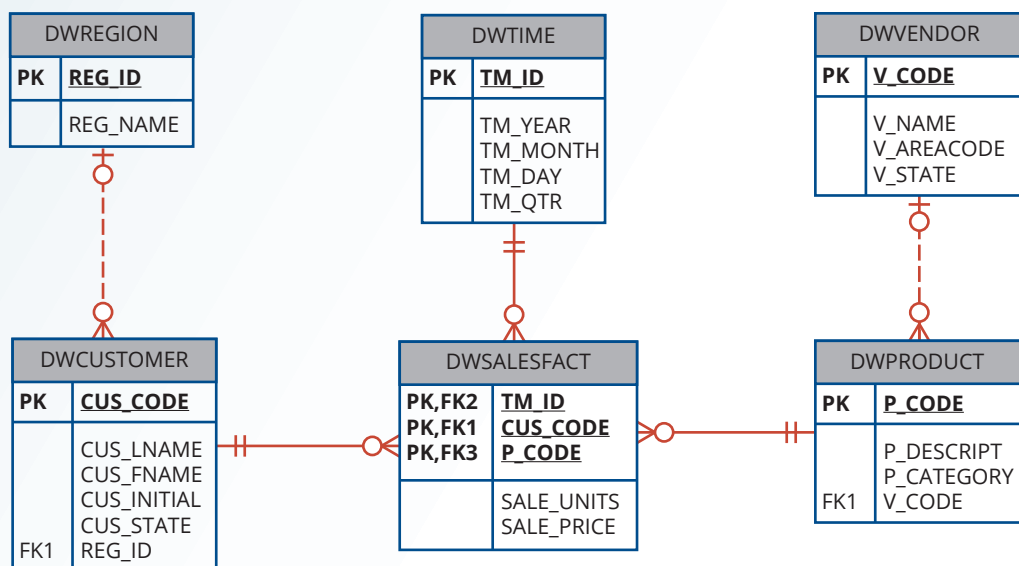 DWREGION
PK REG_ID
REG_NAME
DWTIME
PK TM_ID
TM_YEAR
TM_MONTH
TM_DAY
TM_QTR
DWVENDOR
PK V_CODE
V_NAME
V_AREACODE
V_STATE
DWCUSTOMER
PK CUS_CODE
CUS_LNAME
CUS_FNAME
CUS_INITIAL
CUS_STATE
FK1 REG_ID
DWSALESFACT
PK,FK2 TM_ID
PK,FK1 CUS_CODE
PK,FK3 P_CODE
SALE_UNITS
SALE_PRICE
DWPRODUCT
PK P_CODE
P_DESCRIPT
P_CATEGORY
FK1 V_CODE